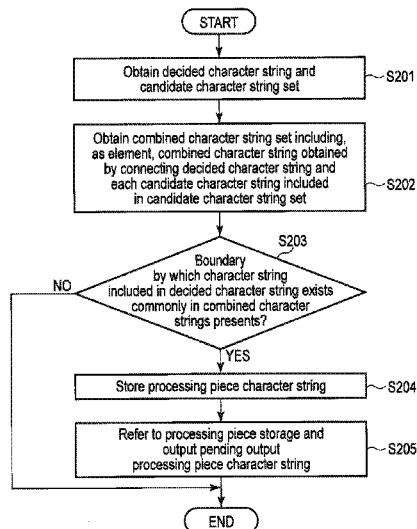 START
Obtain decided character string and
candidate character string set
S201
Obtain combined character string set including,
as element, combined character string obtained
by connecting decided character string and
each candidate character string included
in candidate character string set
S202
S203
Boundary
by which character string
included in decided character string exists
commonly in combined character
strings presents?
NO
YES
Store processing piece character string
S204
Refer to processing piece storage and
output pending output
processing piece character string
S205
END